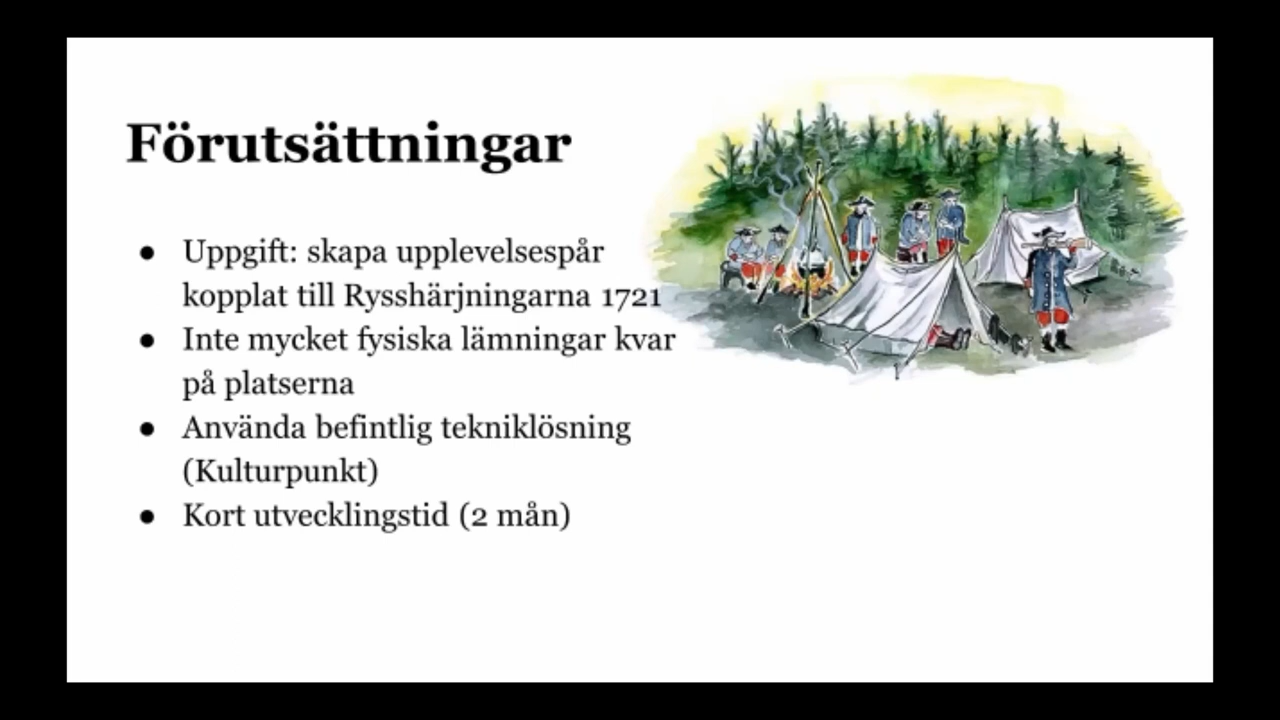 Förutsättningar
● Uppgift: skapa upplevelsespår
kopplat till Rysshärjningarna 1721
● Inte mycket fysiska lämningar kvar
på platserna
● Använda befintlig tekniklösning
(Kulturpunkt)
● Kort utvecklingstid (2 mån)